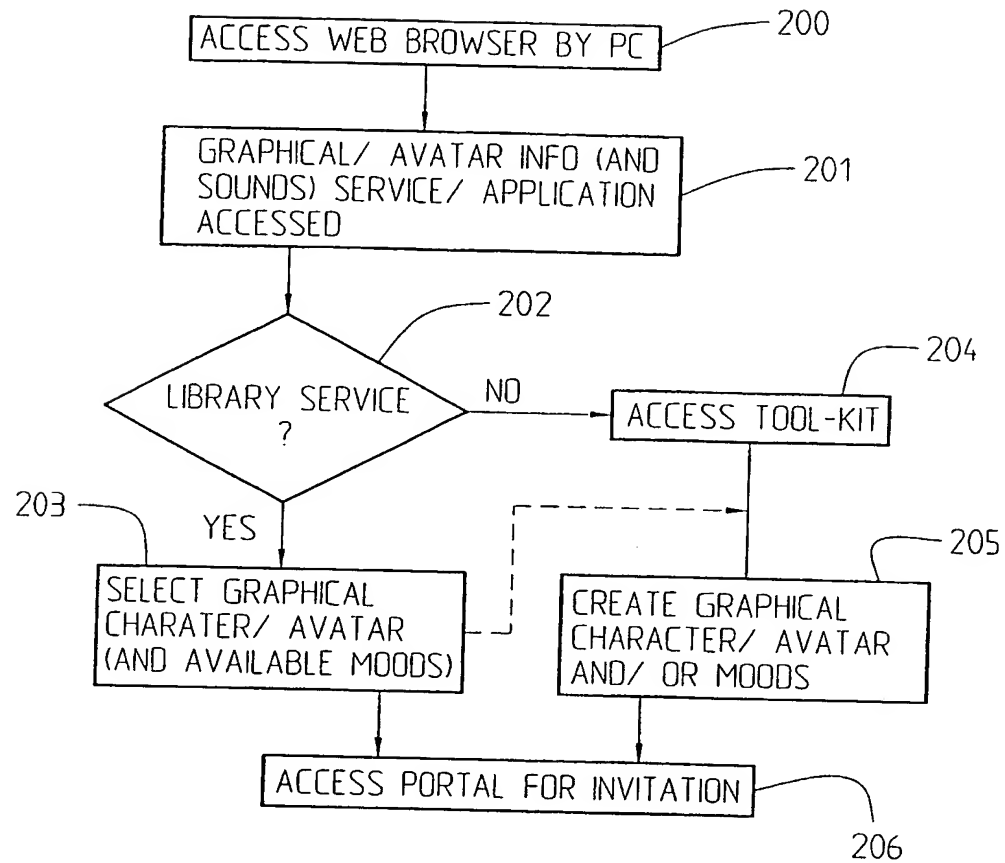 200
ACCESS WEB BROWSER BY PC
GRAPHICAL/ AVATAR INFO (AND
SOUNDS) SERVICE/ APPLICATION
ACCESSED
201
202
LIBRARY SERVICE
?
NO
204
ACCESS TOOL-KIT
203
YES
205
SELECT GRAPHICAL
CHARATER/ AVATAR
(AND AVAILABLE MOODS)
CREATE GRAPHICAL
CHARACTER/ AVATAR
AND/ OR MOODS
ACCESS PORTAL FOR INVITATION
206